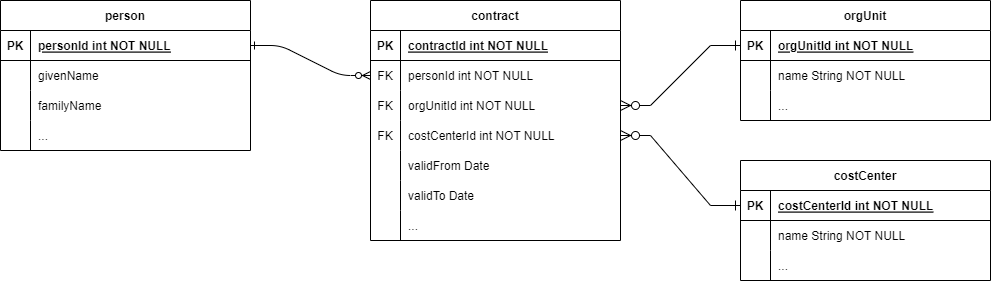 person
PK personId int NOT NULL
givenName
familyName
...
contract
PK contractId int NOT NULL
FK personId int NOT NULL
FK orgUnitId int NOT NULL
FK costCenterId int NOT NULL
validFrom Date
validTo Date
...
orgUnit
PK orgUnitId int NOT NULL
name String NOT NULL
...
costCenter
PK costCenterId int NOT NULL
name String NOT NULL
...